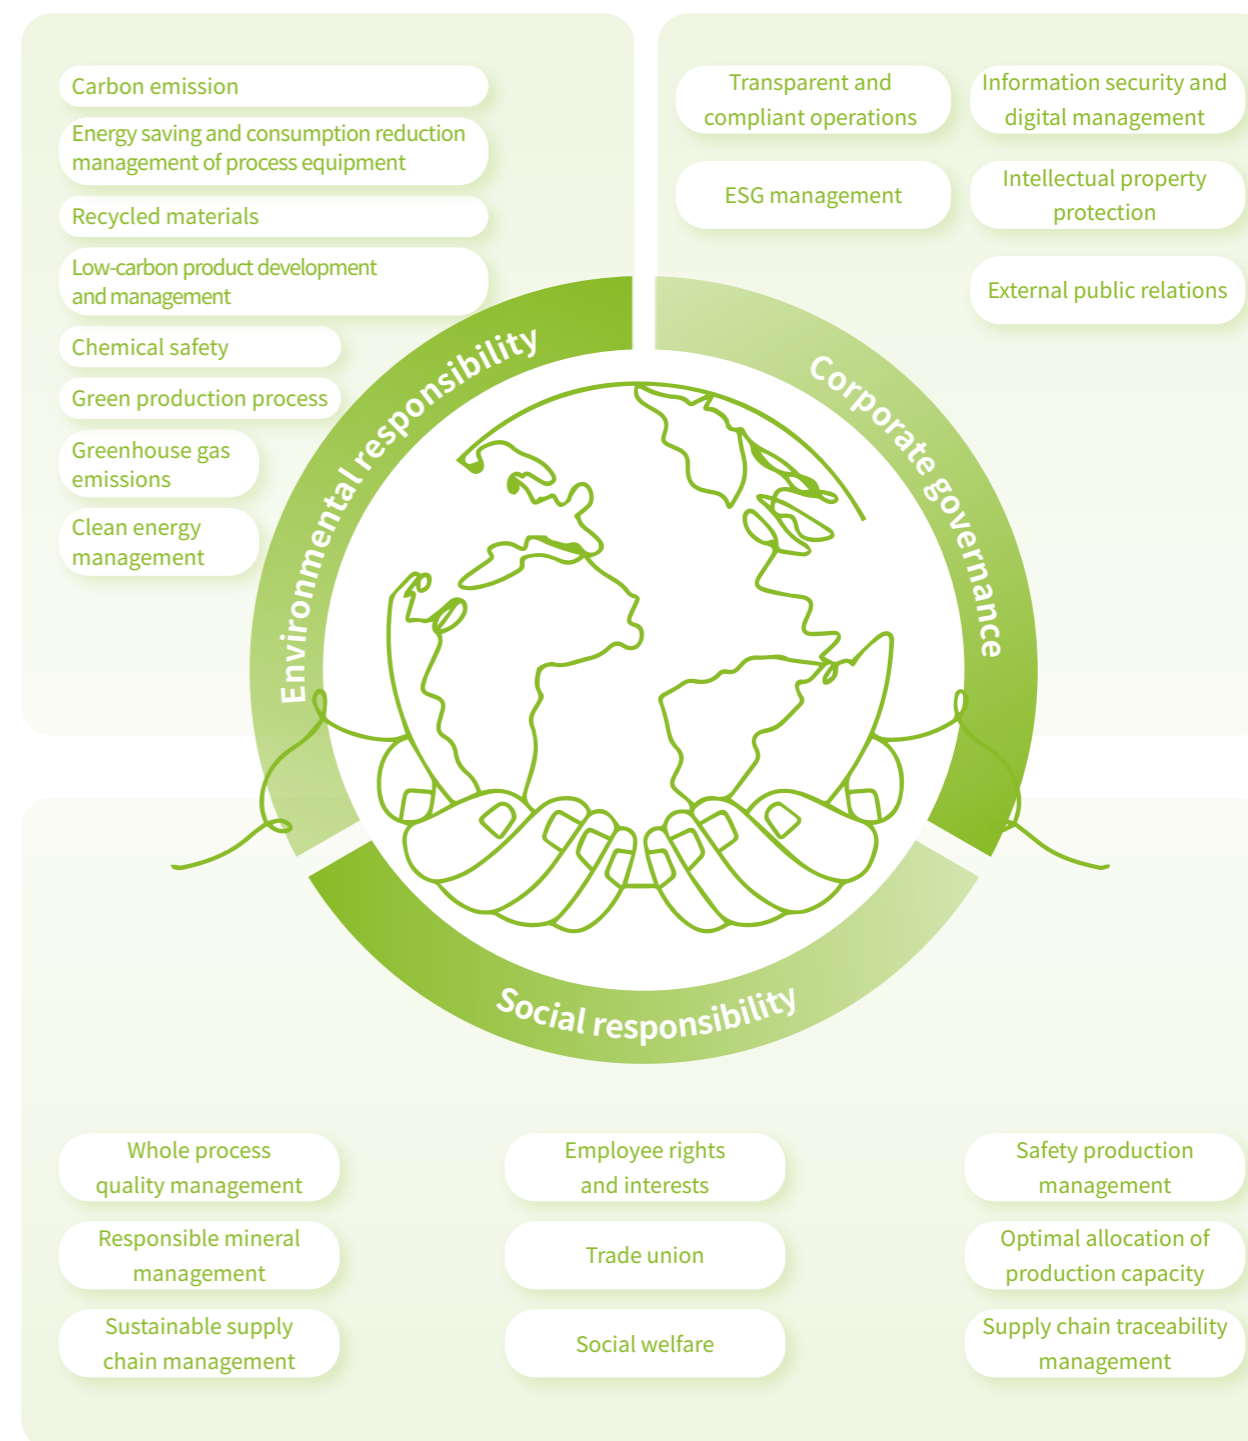 Carbon emission
Energy saving and consumption reduction
management of process equipment
Recycled materials
Low-carbon product development
and management
Chemical safety
Green production process
Greenhouse gas
emissions
Clean energy
management
Transparent and
compliant operations
Information security and
digital management
ESG management
Intellectual property
protection
External public relations
Environmental responsibility
Corporate governance
Social responsibility
Whole process
quality management
Employee rights
and interests
Safety production
management
Responsible mineral
management
Trade union
Optimal allocation of
production capacity
Sustainable supply
chain management
Social welfare
Supply chain traceability
management